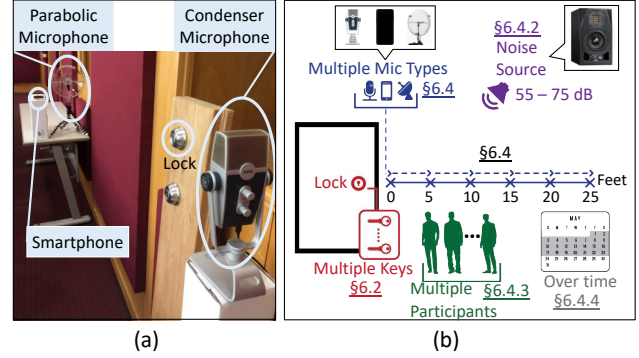 Parabolic
Microphone
Condenser
Microphone
Lock
Smartphone
(a)
Multiple Mic Types
§6.4
§6.4.2
Noise
Source
55 – 75 dB
§6.4
Feet
0 5 10 15 20 25
Lock
Multiple Keys
§6.2
Multiple
Participants
§6.4.3
MAY
Over time
§6.4.4
(b)